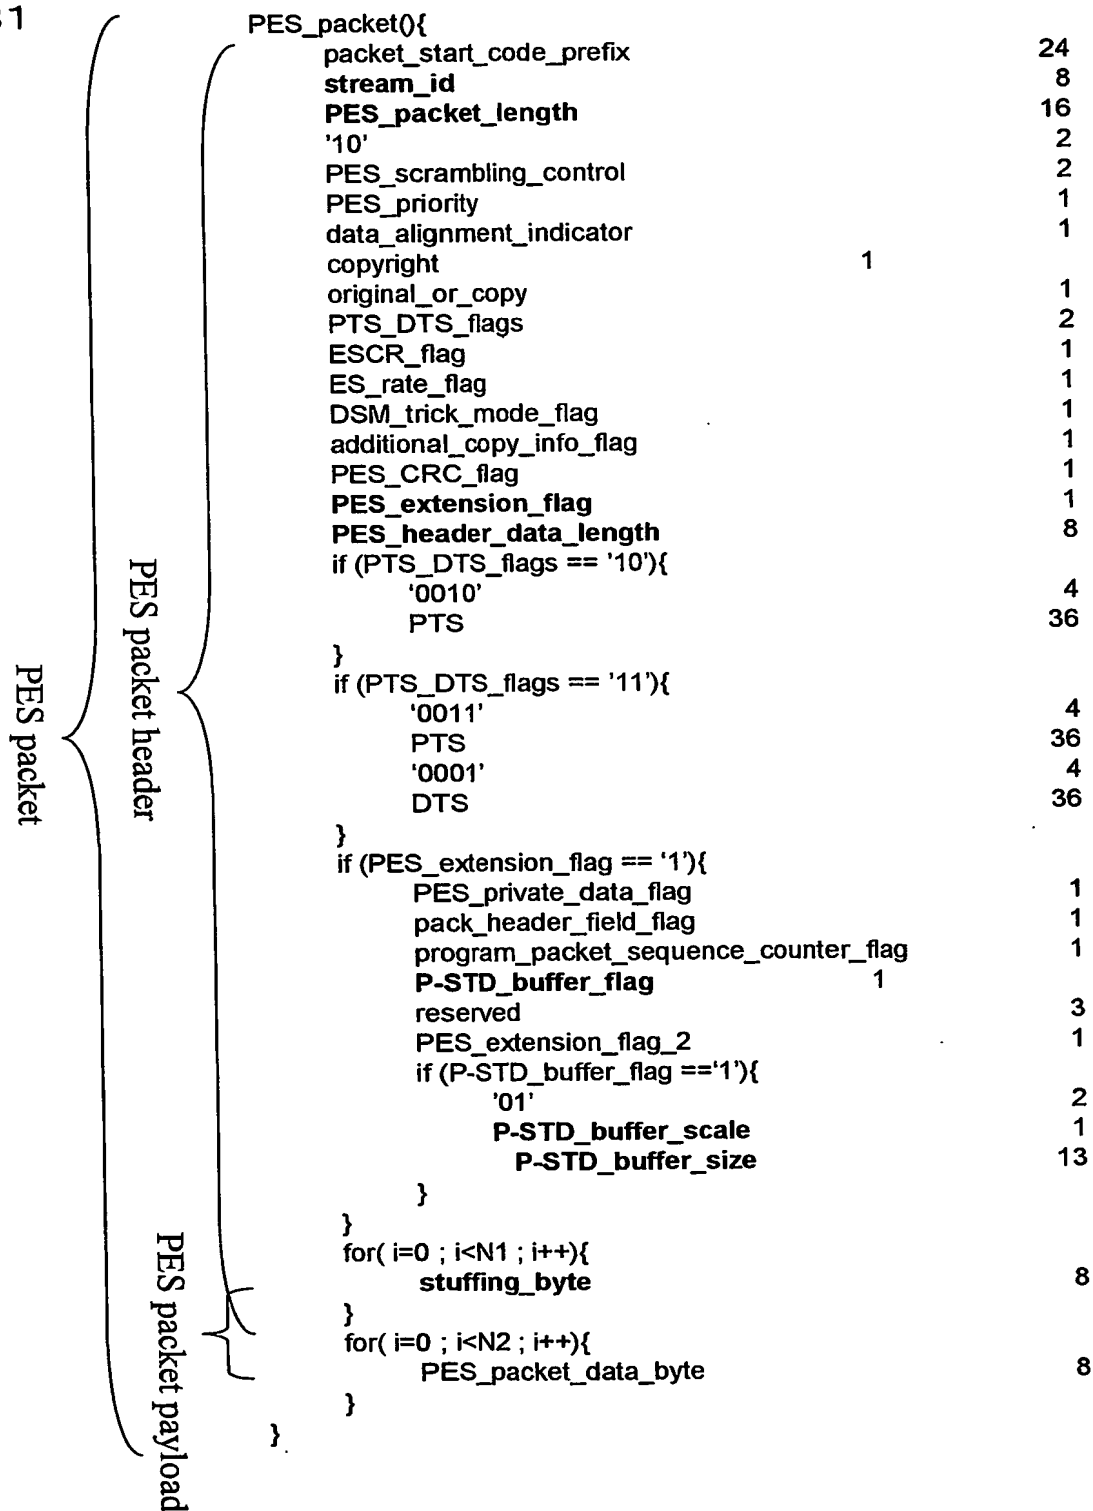 31
PES_packet(){
packet_start_code_prefix 24
stream_id 8
PES_packet_length 16
'10' 2
PES_scrambling_control 2
PES_priority 1
data_alignment_indicator 1
copyright 1
original_or_copy 1
PTS_DTS_flags 2
ESCR_flag 1
ES_rate_flag 1
DSM_trick_mode_flag 1
additional_copy_info_flag 1
PES_CRC_flag 1
PES_extension_flag 1
PES_header_data_length 8
if (PTS_DTS_flags == '10'){
'0010' 4
PTS 36
}
if (PTS_DTS_flags == '11'){
'0011' 4
PTS 36
'0001' 4
DTS 36
}
if (PES_extension_flag == '1'){
PES_private_data_flag 1
pack_header_field_flag 1
program_packet_sequence_counter_flag 1
P-STD_buffer_flag 1
reserved 3
PES_extension_flag_2 1
if (P-STD_buffer_flag =='1'){
'01' 2
P-STD_buffer_scale 1
P-STD_buffer_size 13
}
}
for( i=0 ; i<N1 ; i++){
stuffing_byte 8
}
for( i=0 ; i<N2 ; i++){
PES_packet_data_byte 8
}
}
PES packet
PES packet header
PES packet payload